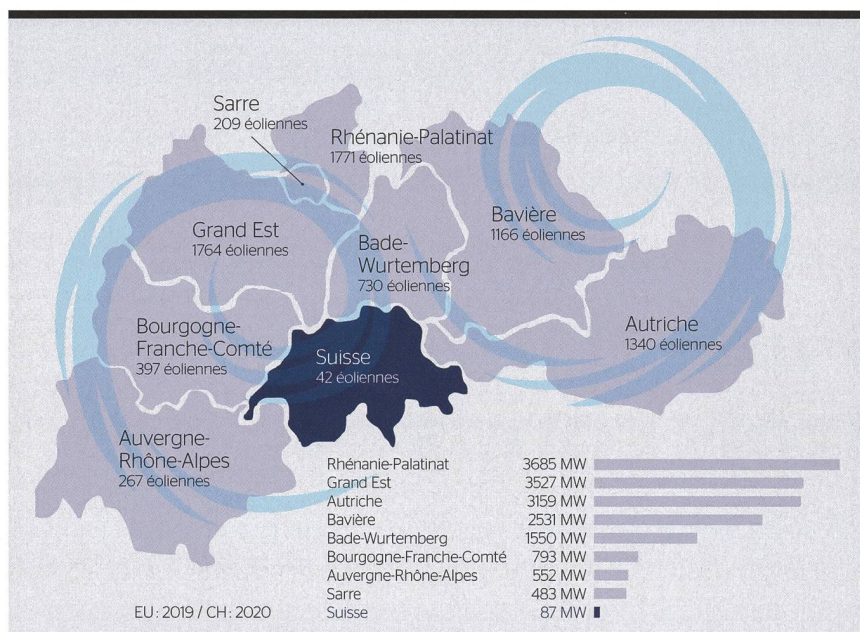 Sarre
209 éoliennes
Rhénanie-Palatinat
1771 éoliennes
Grand Est
1764 éoliennes
Bavière
1166 éoliennes
Bade-
Wurtemberg
730 éoliennes
Bourgogne-
Franche-Comté
397 éoliennes
Suisse
42 éoliennes
Autriche
1340 éoliennes
Auvergne-
Rhône-Alpes
267 éoliennes
Rhénanie-Palatinat 3685 MW
Grand Est 3527 MW
Autriche 3159 MW
Bavière 2531 MW
Bade-Wurtemberg 1550 MW
Bourgogne-Franche-Comté 793 MW
Auvergne-Rhône-Alpes 552 MW
Sarre 483 MW
Suisse 87 MW
EU : 2019 / CH : 2020